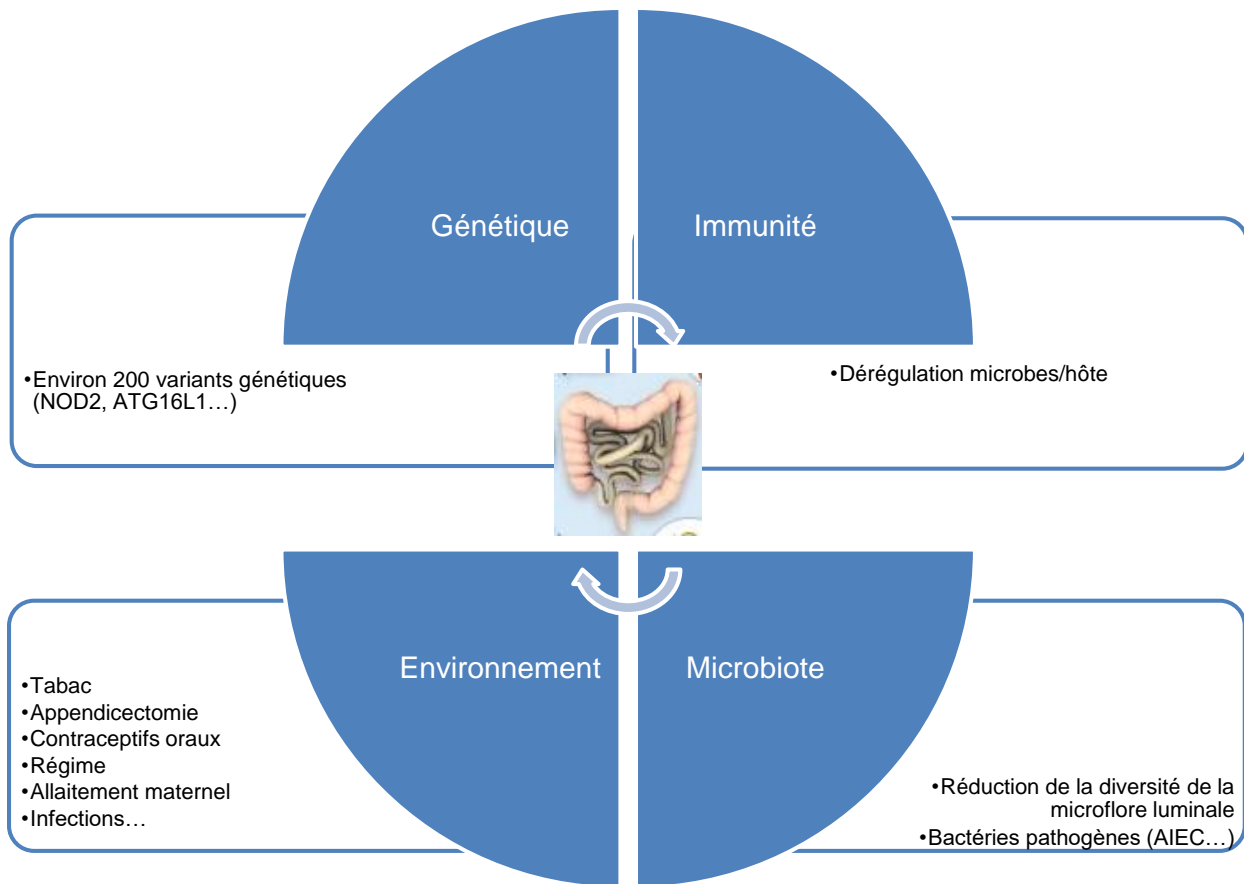 Génétique
Immunité
•Environ 200 variants génétiques
(NOD2, ATG16L1…)
•Dérégulation microbes/hôte
Environnement
Microbiote
•Tabac
•Appendicectomie
•Contraceptifs oraux
•Régime
•Allaitement maternel
•Infections…
•Réduction de la diversité de la
microflore luminale
•Bactéries pathogènes (AIEC…)